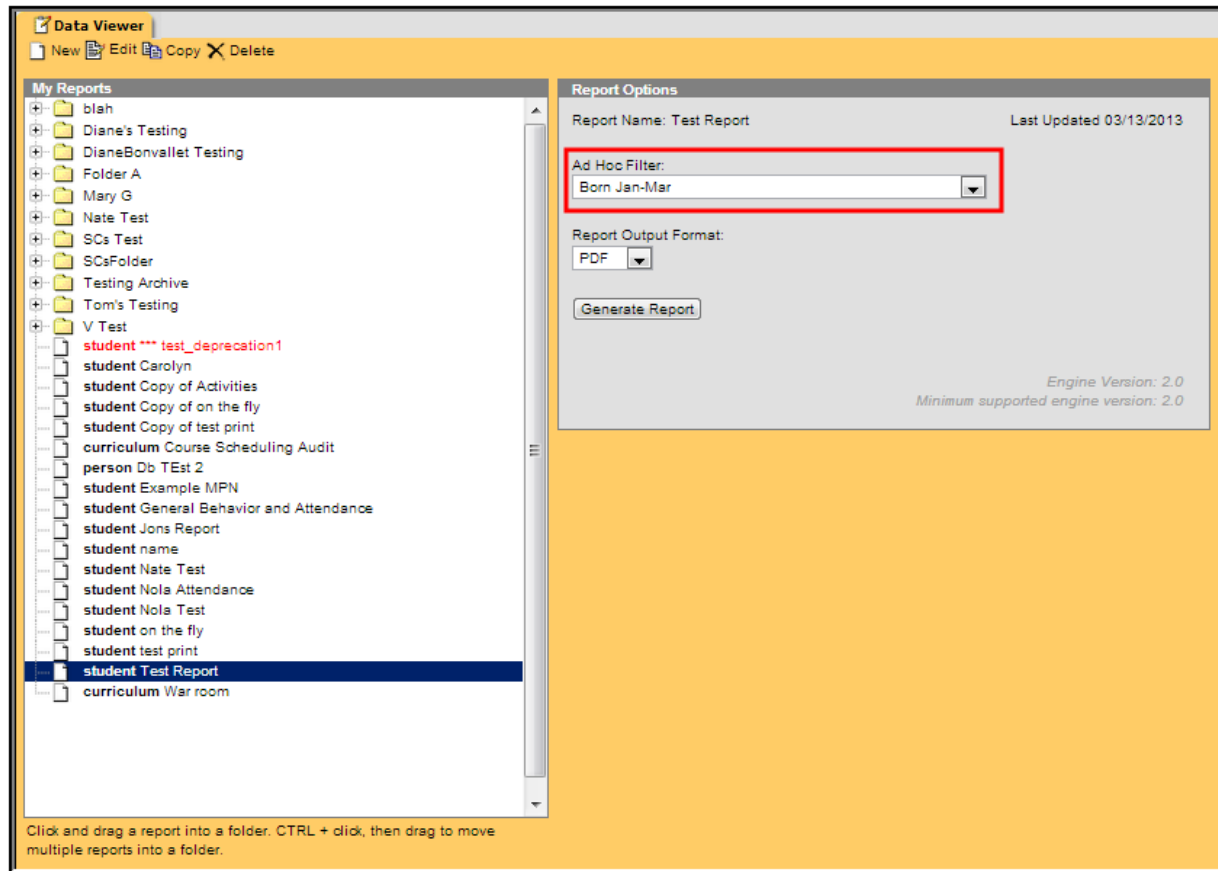 Data Viewer
New Edit Copy Delete
My Reports
blah
Diane's Testing
DianeBonvallet Testing
Folder A
Mary G
Nate Test
SCs Test
SCsFolder
Testing Archive
Tom's Testing
V Test
student *** test_deprecation1
student Carolyn
student Copy of Activities
student Copy of on the fly
student Copy of test print
curriculum Course Scheduling Audit
person Db TEst 2
student Example MPN
student General Behavior and Attendance
student Jons Report
student name
student Nate Test
student Nola Attendance
student Nola Test
student on the fly
student test print
student Test Report
curriculum War room
Click and drag a report into a folder. CTRL + click, then drag to move
multiple reports into a folder.
Report Options
Report Name: Test Report Last Updated 03/13/2013
Ad Hoc Filter:
Born Jan-Mar
Report Output Format:
PDF
Generate Report
Engine Version: 2.0
Minimum supported engine version: 2.0